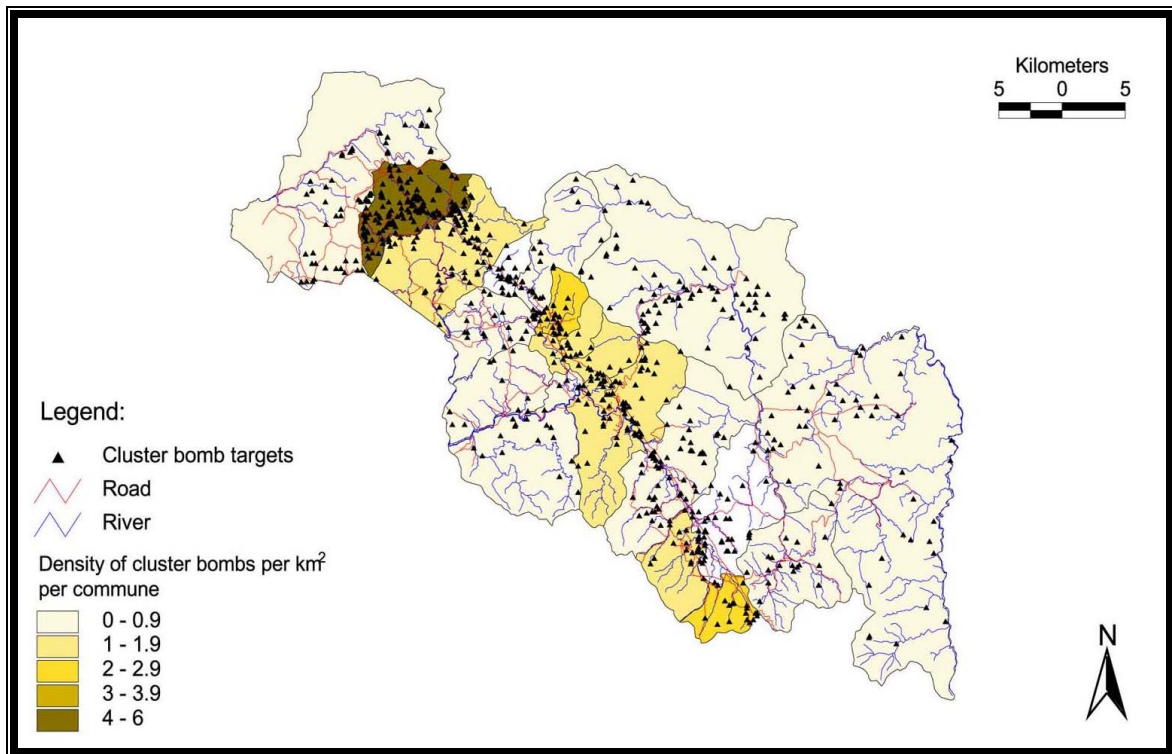 Kilometers
5 0 5
Legend:
Cluster bomb targets
Road
River
Density of cluster bombs per km²
per commune
0 - 0.9
1 - 1.9
2 - 2.9
3 - 3.9
4 - 6
N